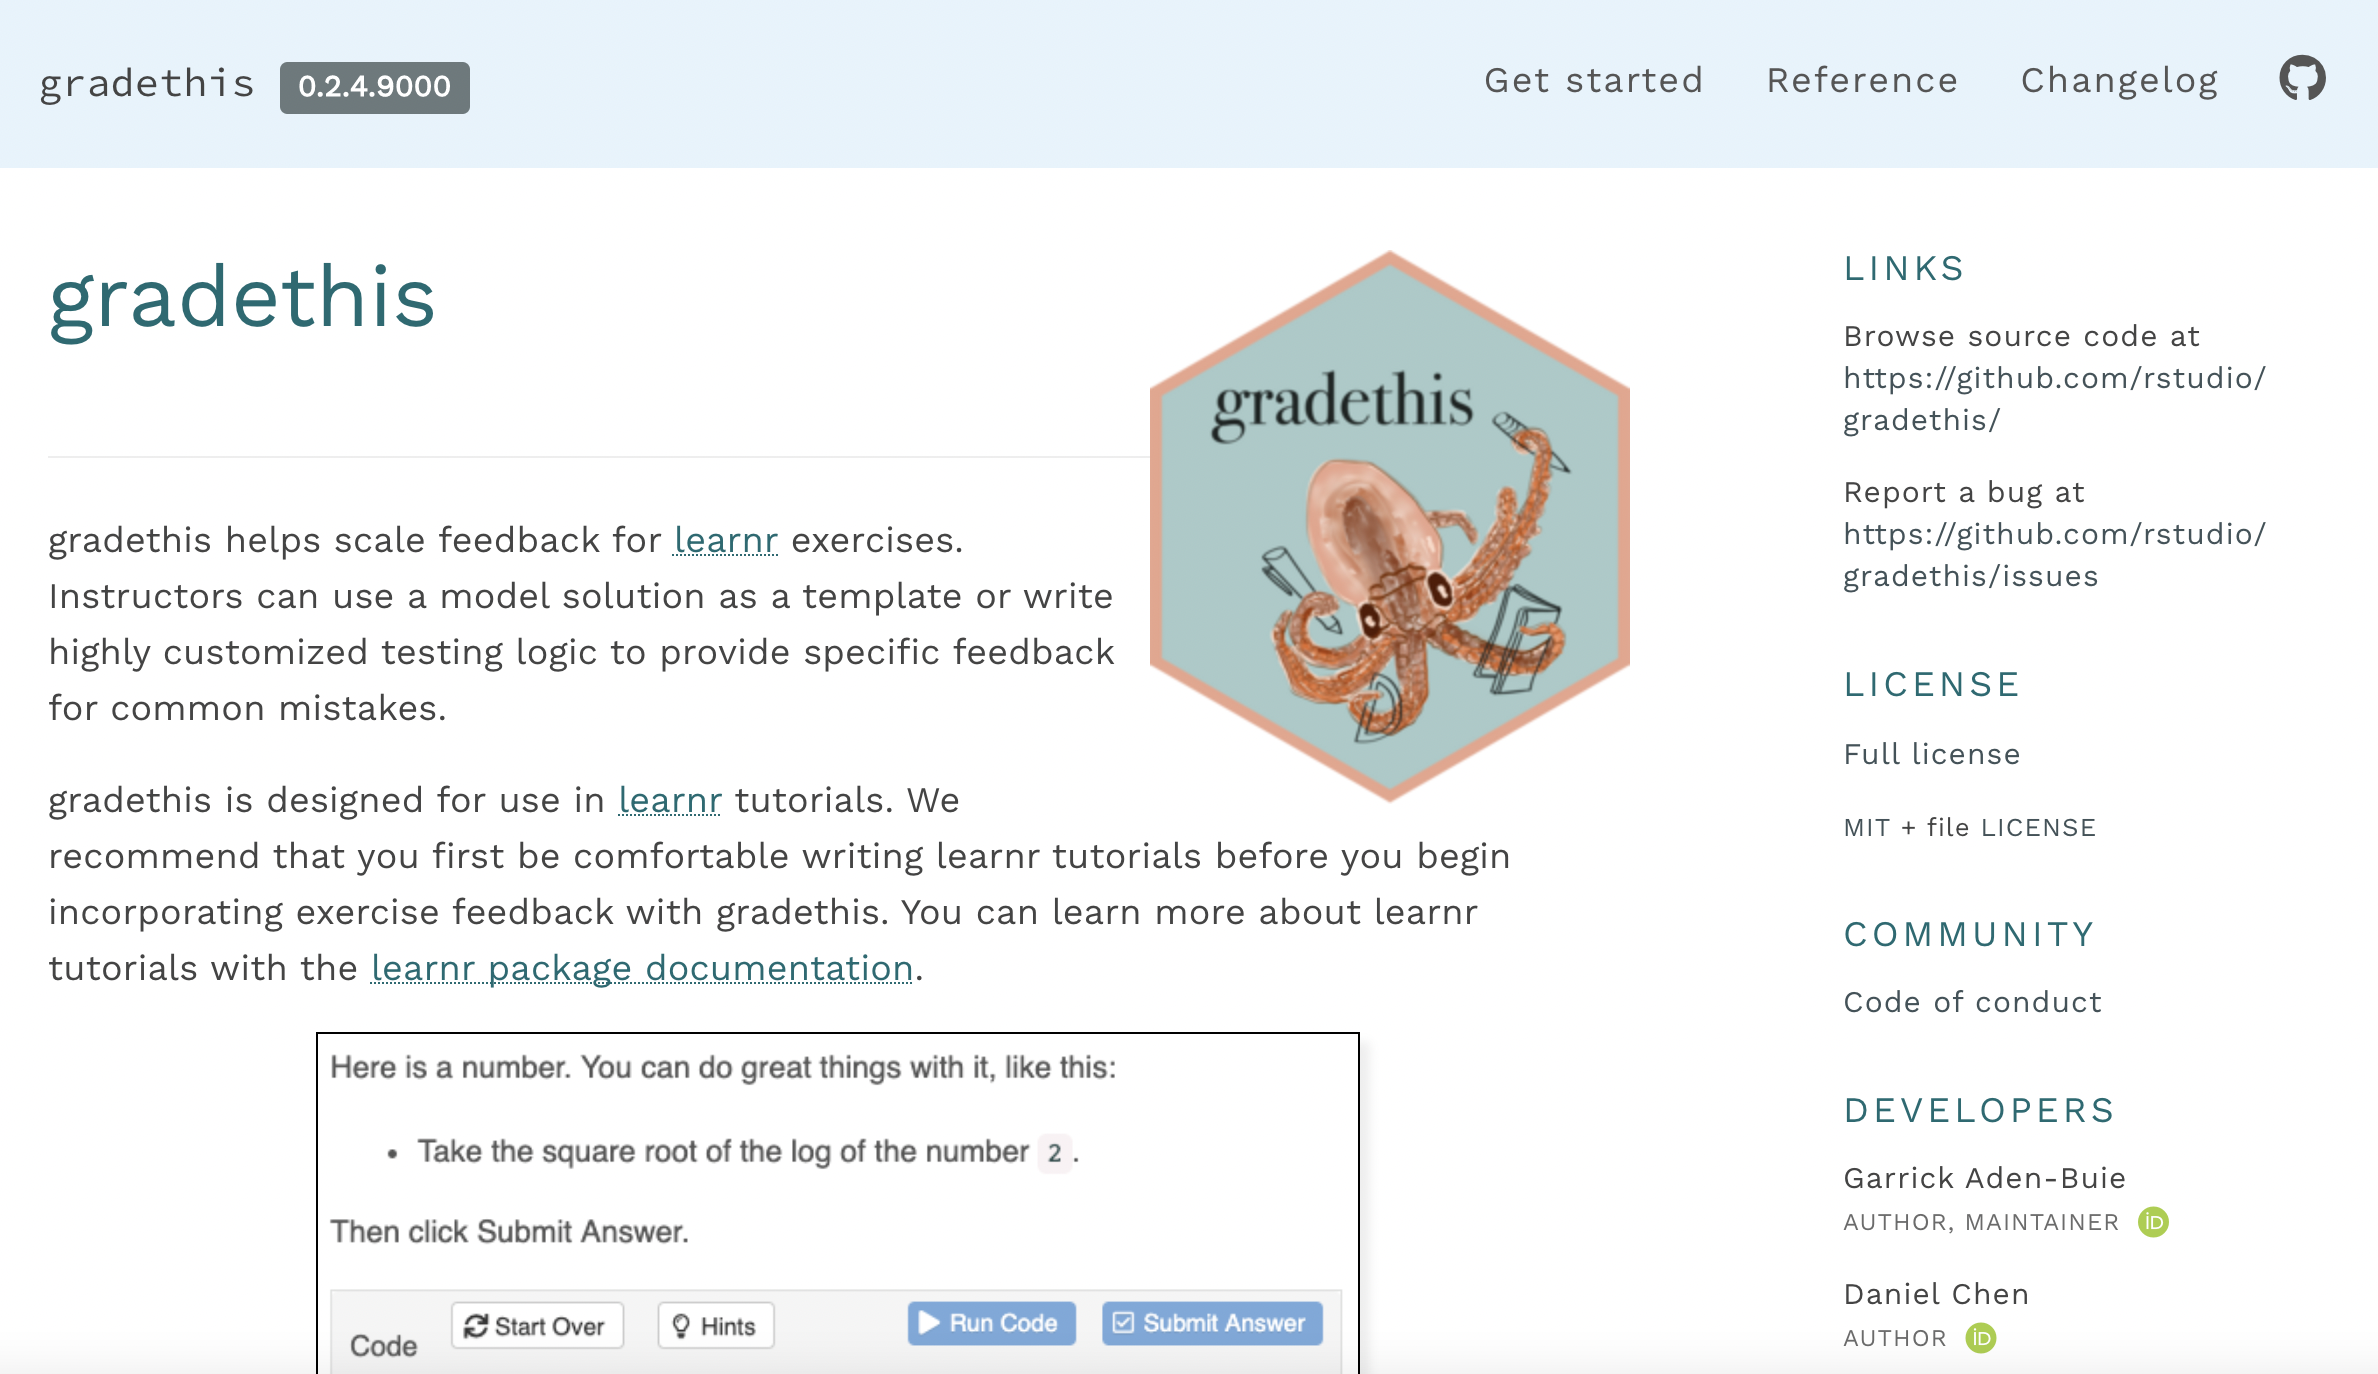 gradethis 0.2.4.9000 Get started Reference Changelog
gradethis
gradethis
gradethis helps scale feedback for learnr exercises.
Instructors can use a model solution as a template or write
highly customized testing logic to provide specific feedback
for common mistakes.
gradethis is designed for use in learnr tutorials. We
recommend that you first be comfortable writing learnr tutorials before you begin
incorporating exercise feedback with gradethis. You can learn more about learnr
tutorials with the learnr package documentation.
Here is a number. You can do great things with it, like this:
• Take the square root of the log of the number 2.
Then click Submit Answer.
Code Start Over Hints Run Code Submit Answer
LINKS
Browse source code at
https://github.com/rstudio/
gradethis/
Report a bug at
https://github.com/rstudio/
gradethis/issues
LICENSE
Full license
MIT + file LICENSE
COMMUNITY
Code of conduct
DEVELOPERS
Garrick Aden-Buie
AUTHOR, MAINTAINER iD
Daniel Chen
AUTHOR iD